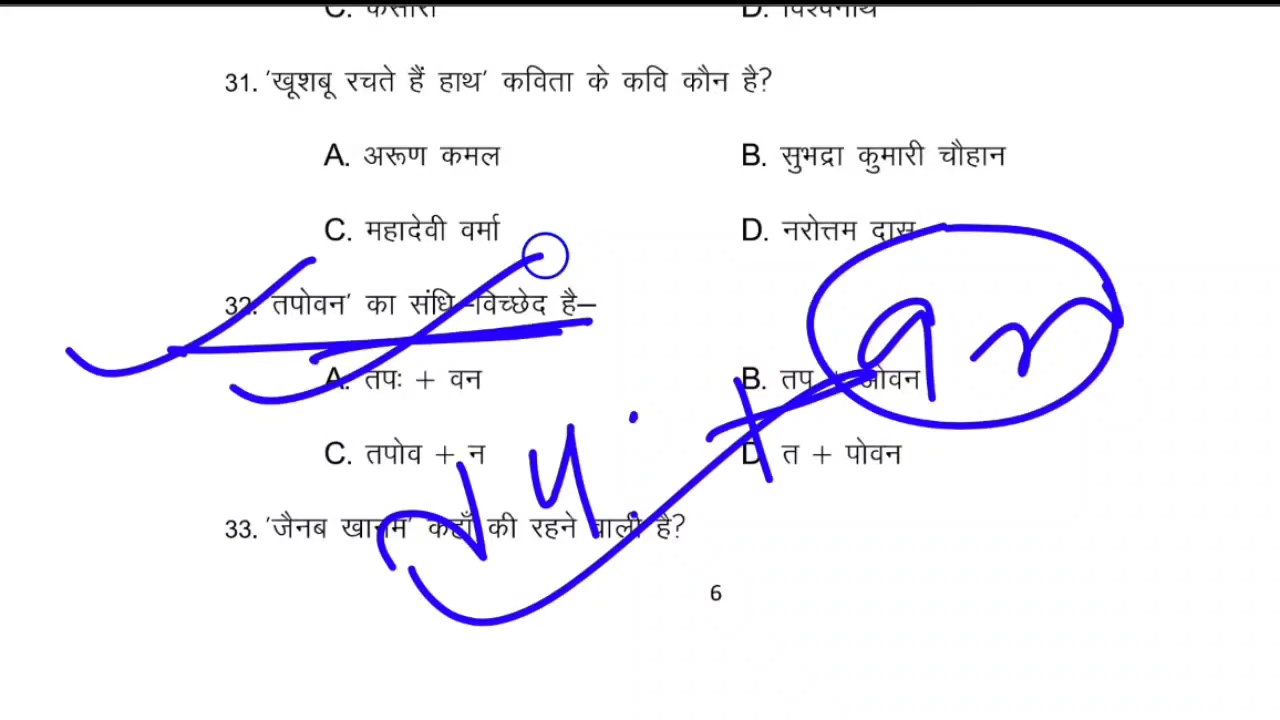 31. 'खूशबू रचते हैं हाथ' कविता के कवि कौन है?
A. अरूण कमल B. सुभद्रा कुमारी चौहान
C. महादेवी वर्मा D. नरोत्तम दास
32. 'तपोवन' का संधि–विच्छेद है–
A. तपः + वन B. तप + ओवन
C. तपोव + न D. त + पोवन
तप: + वन
33. 'जैनब खानम' कहाँ की रहने वाली है?
6